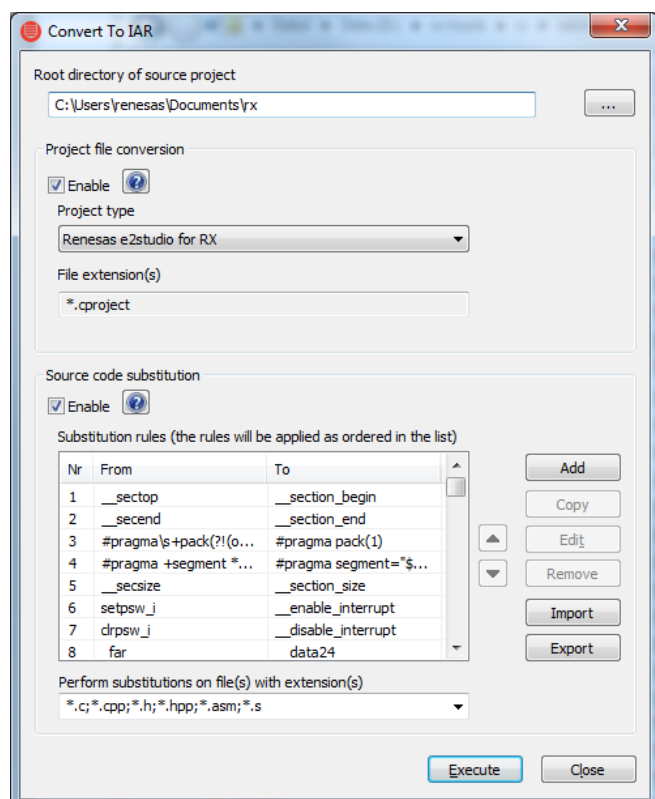 Convert To IAR
Root directory of source project
C:\Users\renesas\Documents\rx
...
Project file conversion
Enable
Project type
Renesas e2studio for RX
File extension(s)
*.cproject
Source code substitution
Enable
Substitution rules (the rules will be applied as ordered in the list)
Nr From To
1 __sectop __section_begin
2 __secend __section_end
3 #pragma\s+pack(?!(o... #pragma pack(1)
4 #pragma +segment *... #pragma segment="$...
5 __secsize __section_size
6 setpsw_i __enable_interrupt
7 clrpsw_i __disable_interrupt
8 far data24
Add
Copy
Edit
Remove
Import
Export
Perform substitutions on file(s) with extension(s)
*.c;*.cpp;*.h;*.hpp;*.asm;*.s
Execute Close